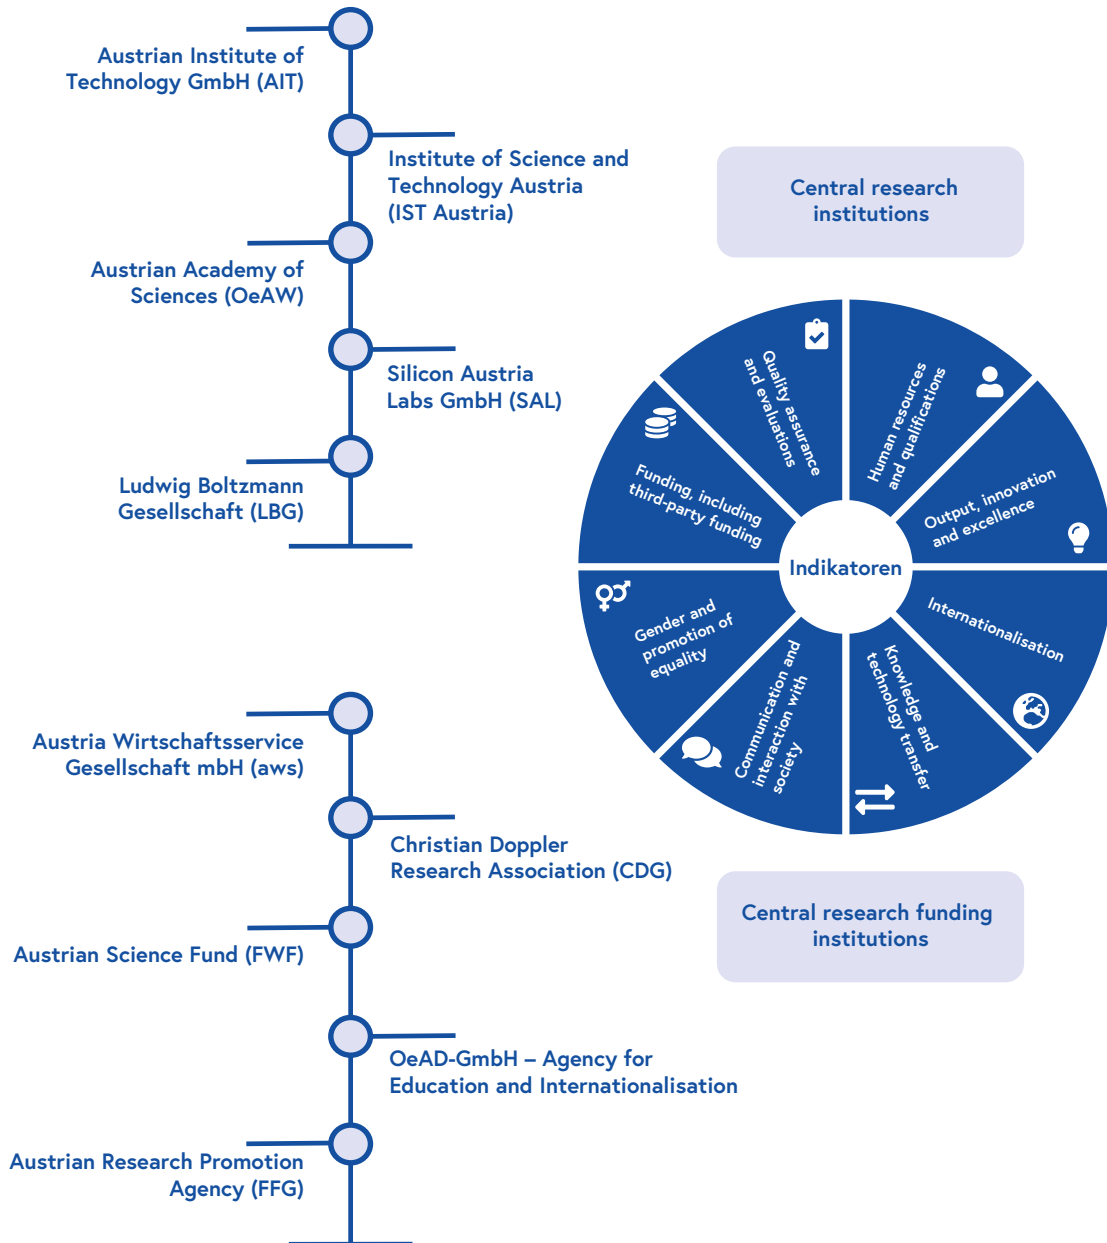 Austrian Institute of
Technology GmbH (AIT)
Institute of Science and
Technology Austria
(IST Austria)
Austrian Academy of
Sciences (OeAW)
Silicon Austria
Labs GmbH (SAL)
Ludwig Boltzmann
Gesellschaft (LBG)
Central research
institutions
Quality assurance
and evaluations
Human resources
and qualifications
Funding, including
third-party funding
Output, innovation
and excellence
Indikatoren
Gender and
promotion of
equality
Internationalisation
Communication and
interaction with
society
Knowledge and
technology transfer
Austria Wirtschaftsservice
Gesellschaft mbH (aws)
Christian Doppler
Research Association (CDG)
Central research funding
institutions
Austrian Science Fund (FWF)
OeAD-GmbH – Agency for
Education and Internationalisation
Austrian Research Promotion
Agency (FFG)